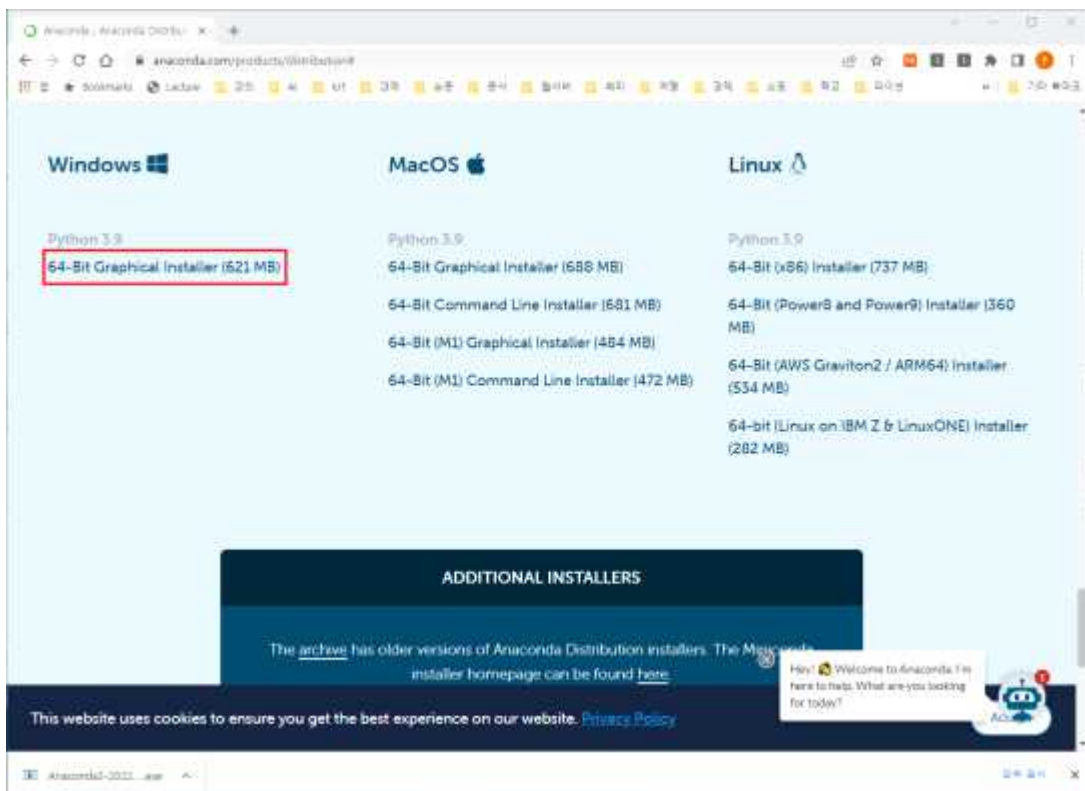 anaconda.com/products/distribution#
Bookmarks
Windows
MacOS
Linux
Python 3.9
Python 3.9
Python 3.9
64-Bit Graphical Installer (621 MB)
64-Bit Graphical Installer (688 MB)
64-Bit (x86) Installer (737 MB)
64-Bit Command Line Installer (681 MB)
64-Bit (Power8 and Power9) Installer (360
MB)
64-Bit (M1) Graphical Installer (484 MB)
64-Bit (AWS Graviton2 / ARM64) Installer
(534 MB)
64-Bit (M1) Command Line Installer (472 MB)
64-bit (Linux on IBM Z & LinuxONE) Installer
(282 MB)
ADDITIONAL INSTALLERS
The archive has older versions of Anaconda Distribution installers. The
installer homepage can be found here
Hey! Welcome to Anaconda. I'm
here to help. What are you looking
for today?
1
This website uses cookies to ensure you get the best experience on our website. Privacy Policy
Anaconda3-2022....exe